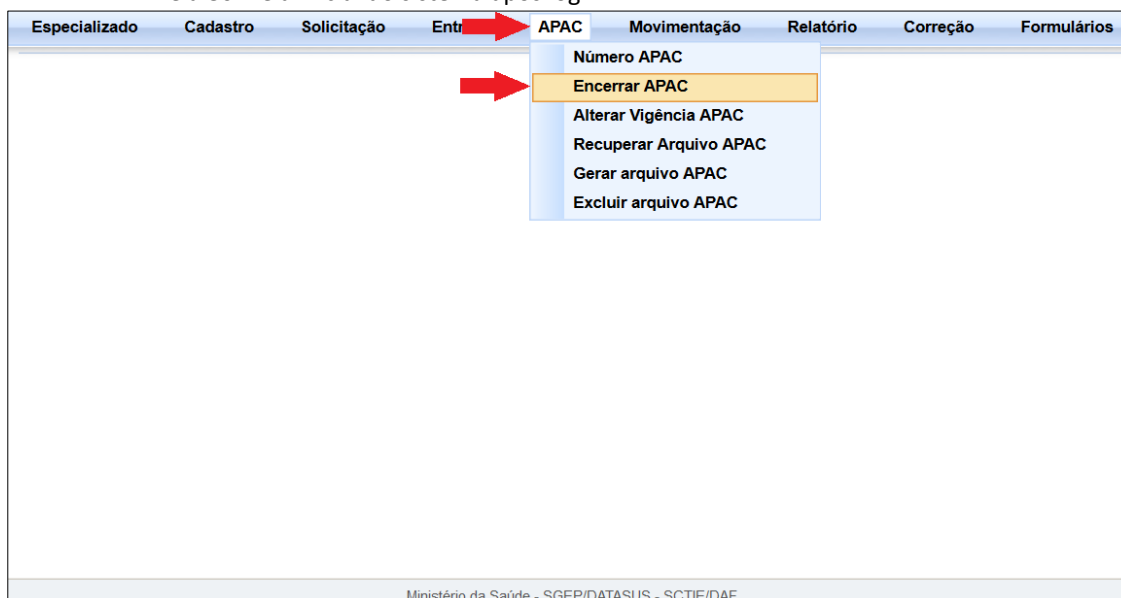 Especializado Cadastro Solicitação Entr APAC Movimentação Relatório Correção Formulários
Número APAC
Encerrar APAC
Alterar Vigência APAC
Recuperar Arquivo APAC
Gerar arquivo APAC
Excluir arquivo APAC
Ministério da Saúde - SGEP/DATASUS - SCTIE/DAF